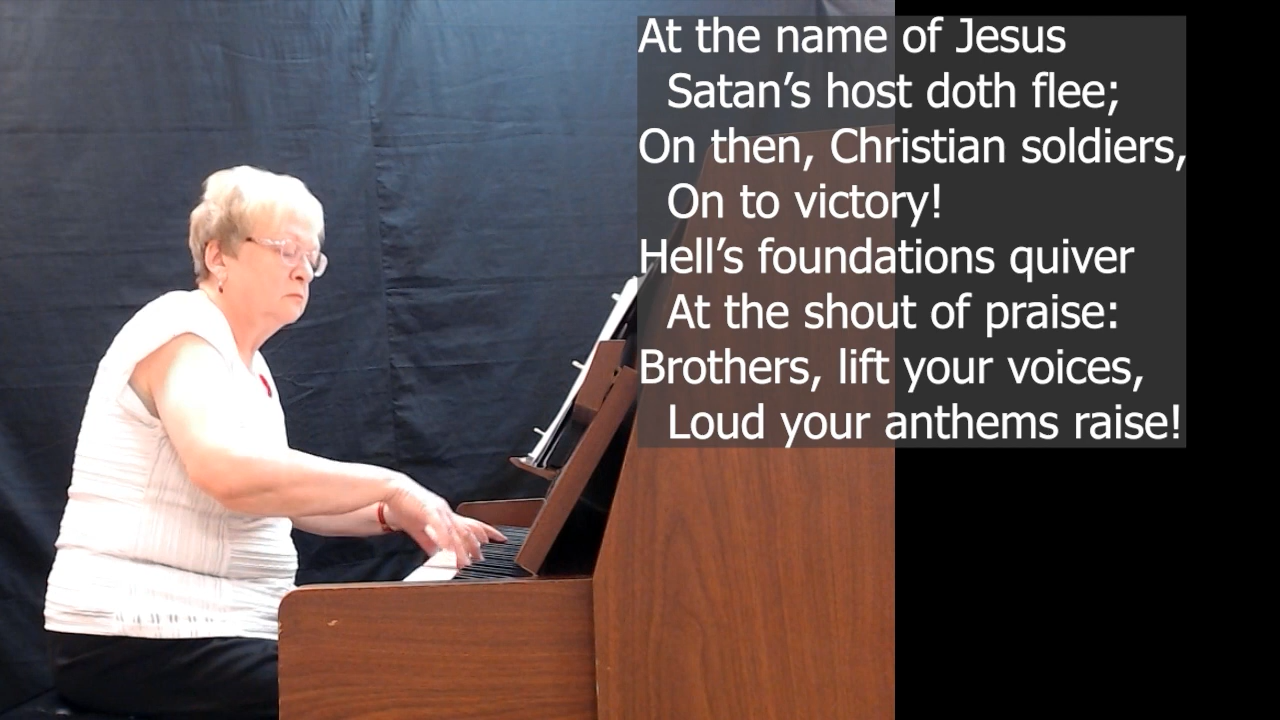 At the name of Jesus
Satan’s host doth flee;
On then, Christian soldiers,
On to victory!
Hell’s foundations quiver
At the shout of praise:
Brothers, lift your voices,
Loud your anthems raise!